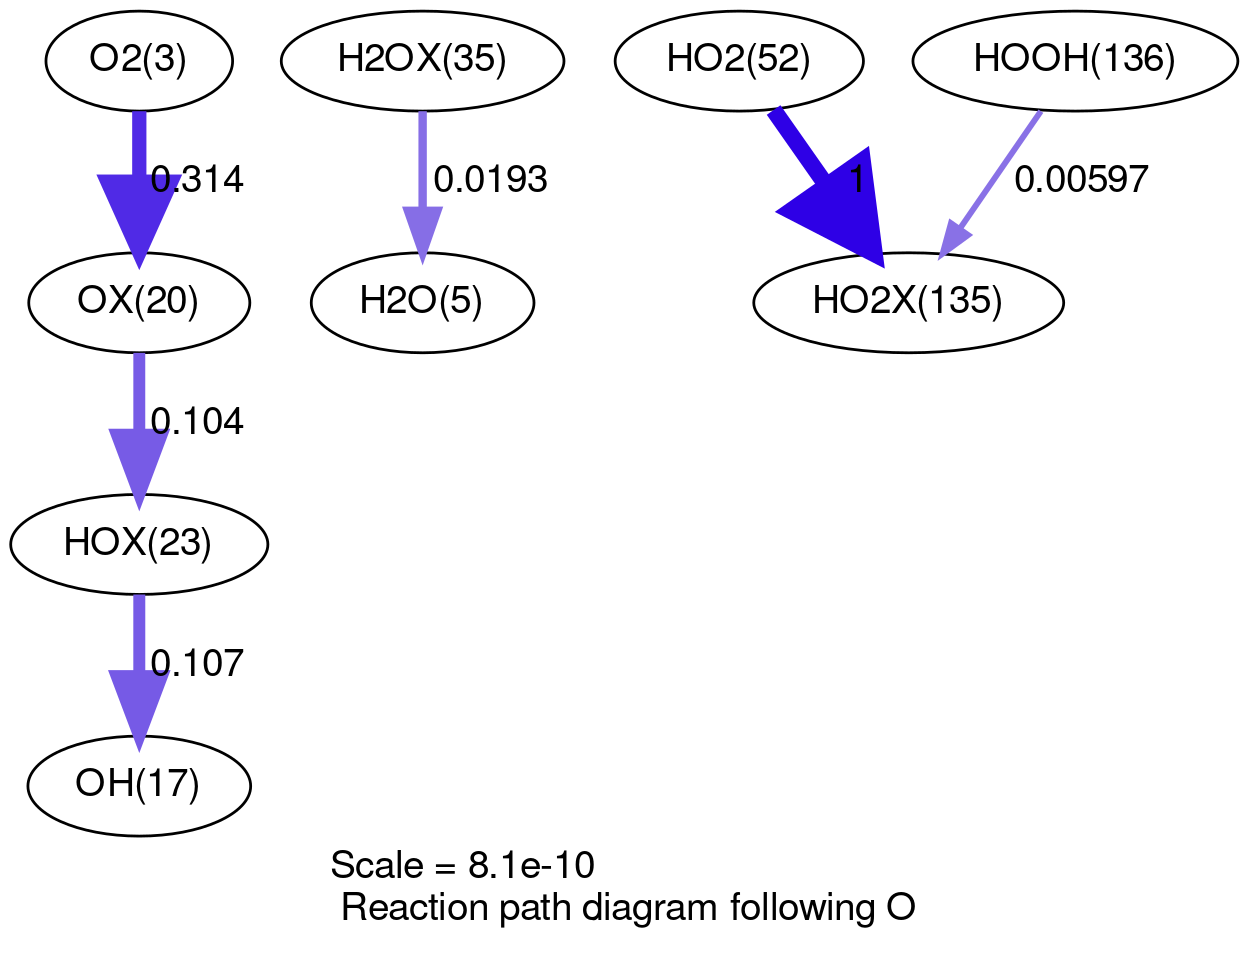 O2(3)
H2OX(35)
HO2(52)
HOOH(136)
0.314
0.0193
1
0.00597
OX(20)
H2O(5)
HO2X(135)
0.104
HOX(23)
0.107
OH(17)
Scale = 8.1e-10
Reaction path diagram following O